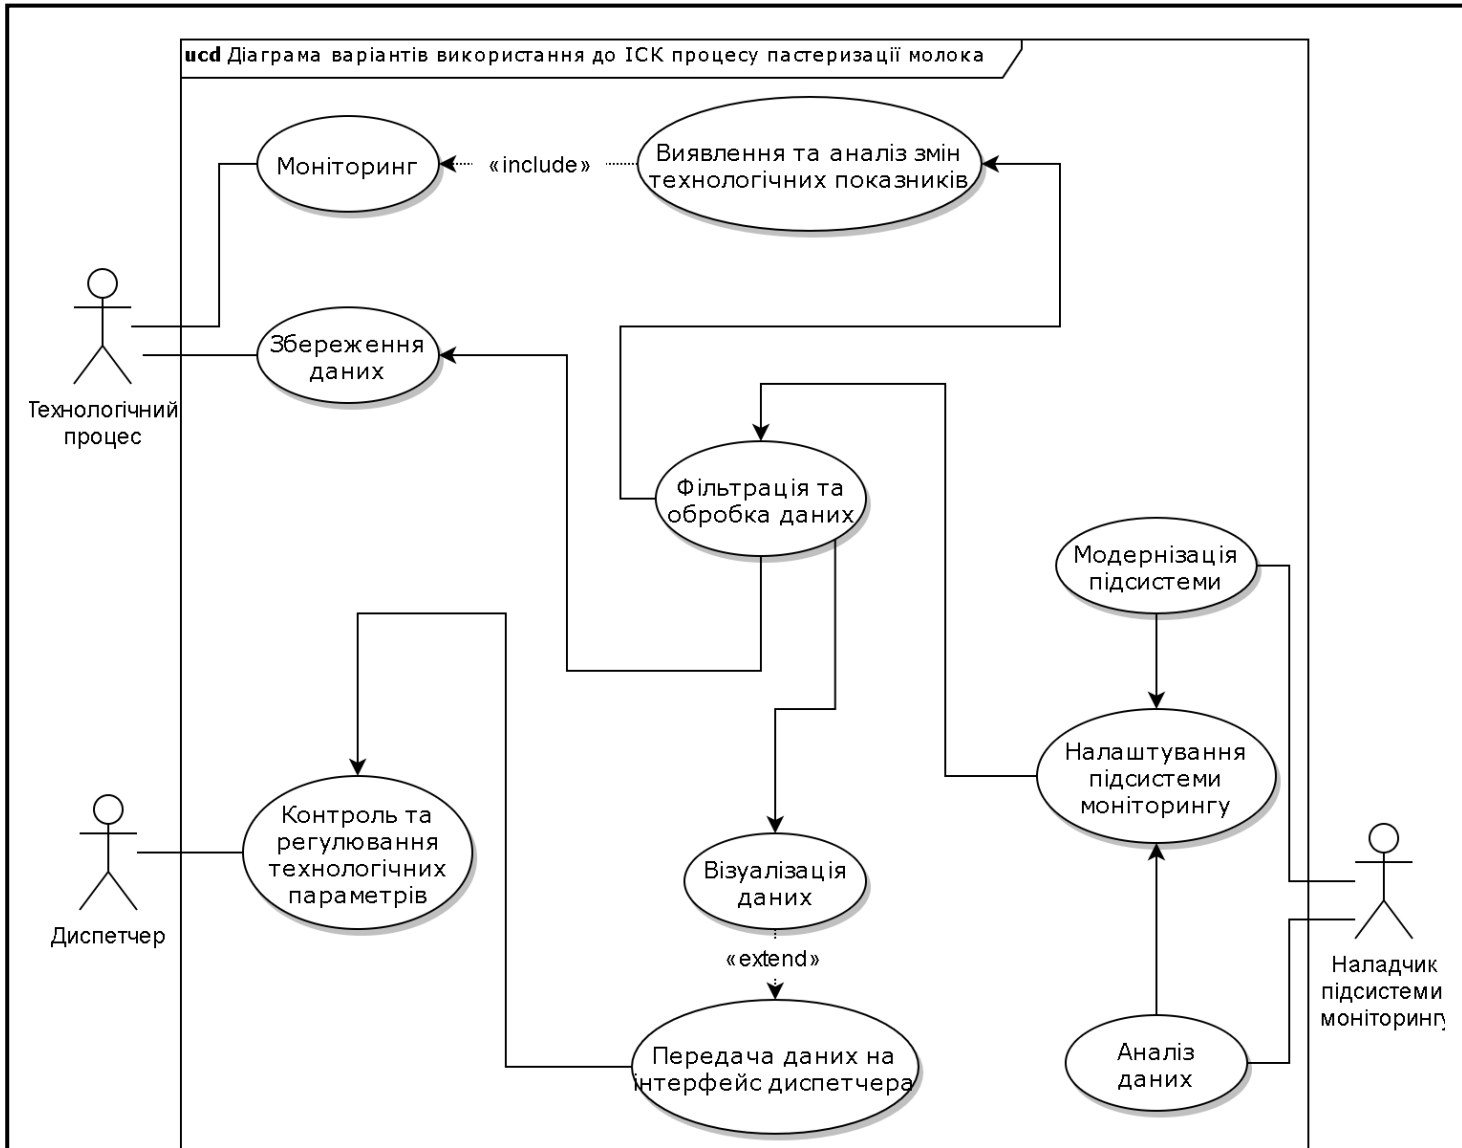 ucd Діаграма варіантів використання до ІСК процесу пастеризації молока
Моніторинг
«include»
Виявлення та аналіз змін
технологічних показників
Збереження
даних
Технологічний
процес
Фільтрація та
обробка даних
Модернізація
підсистеми
Налаштування
підсистеми
моніторингу
Контроль та
регулювання
технологічних
параметрів
Диспетчер
Візуалізація
даних
«extend»
Наладчик
підсистеми
моніторингу
Передача даних на
інтерфейс диспетчера
Аналіз
даних